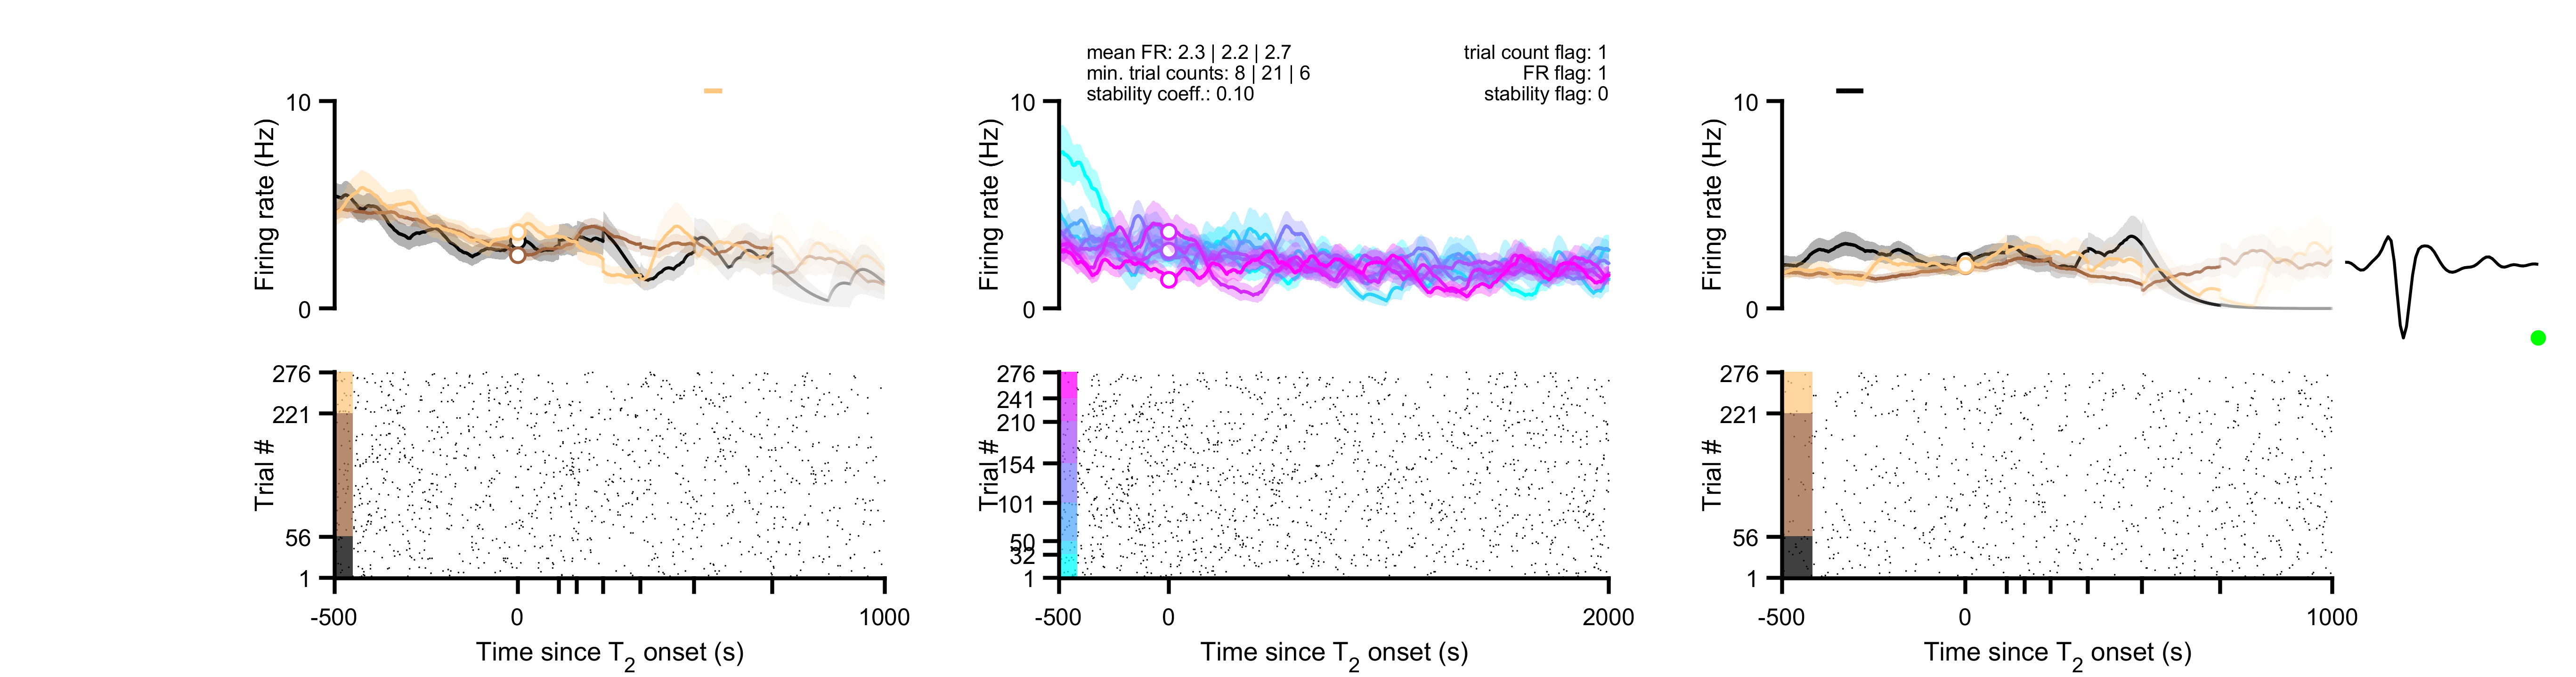 mean FR: 2.3 | 2.2 | 2.7
min. trial counts: 8 | 21 | 6
stability coeff.: 0.10
trial count flag: 1
FR flag: 1
stability flag: 0
10
0
Firing rate (Hz)
276
221
56
1
Trial #
-500
0
1000
Time since T2 onset (s)
10
0
Firing rate (Hz)
276
241
210
154
101
50
32
1
Trial #
-500
0
2000
Time since T2 onset (s)
10
0
Firing rate (Hz)
276
221
56
1
Trial #
-500
0
1000
Time since T2 onset (s)